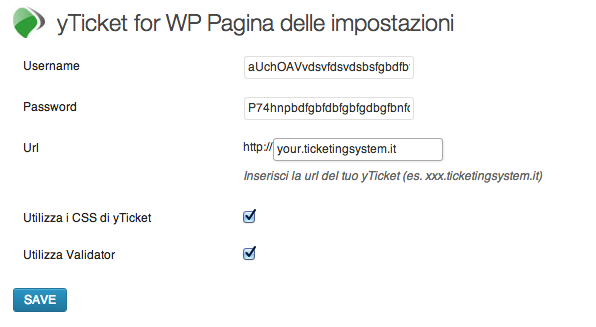 yTicket for WP Pagina delle impostazioni
Username aUchOAVvdsvfdsvdsbsfgbdfb
Password P74hnpbdfgbfdbfgbfgdbgfbnf
Url http:// your.ticketingsystem.it
Inserisci la url del tuo yTicket (es. xxx.ticketingsystem.it)
Utilizza i CSS di yTicket
Utilizza Validator
SAVE